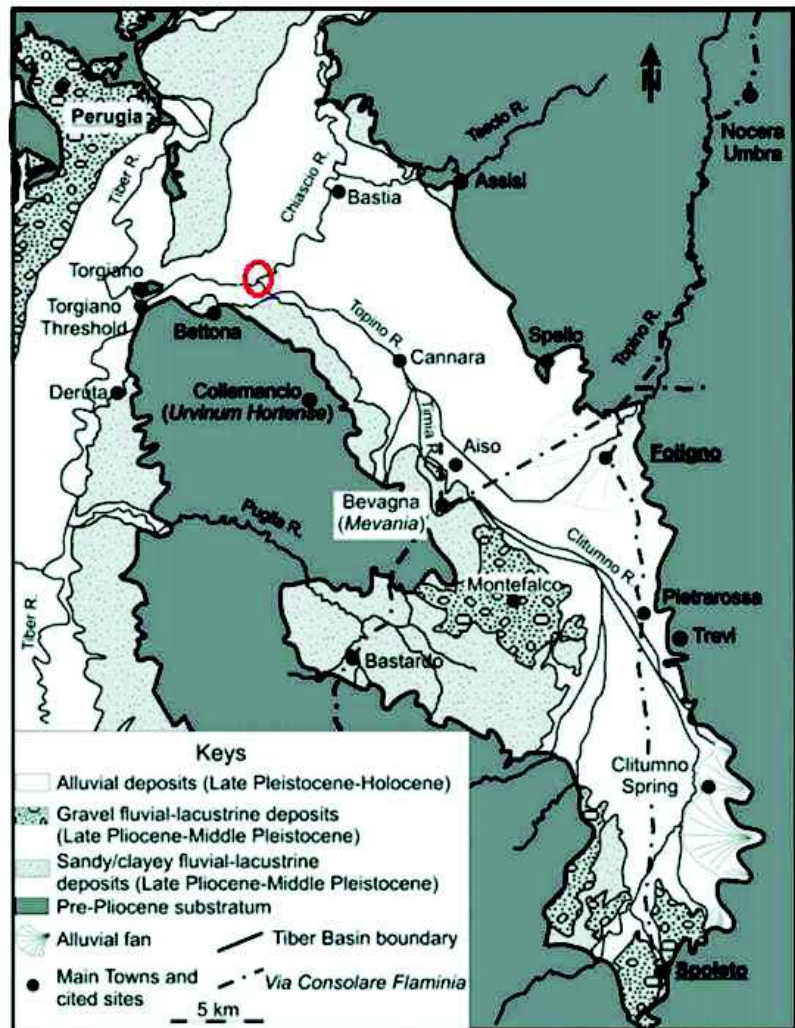 N
Perugia
Nocera
Umbra
Tiber R.
Chiascio R.
Tescio R.
Assisi
Bastia
Torgiano
Torgiano
Threshold
Bettona
Topino R.
Topino R.
Spello
Cannara
Deruta
Collemancio
(Urvinum Hortense)
Timia R.
Aiso
Foligno
Bevagna
(Mevania)
Puglia R.
Clitumno R.
Montefalco
Pietrarossa
Trevi
Tiber R.
Bastardo
Clitumno
Spring
Spoleto
Keys
Alluvial deposits (Late Pleistocene-Holocene)
Gravel fluvial-lacustrine deposits
(Late Pliocene-Middle Pleistocene)
Sandy/clayey fluvial-lacustrine
deposits (Late Pliocene-Middle Pleistocene)
Pre-Pliocene substratum
Alluvial fan
Tiber Basin boundary
Main Towns and
cited sites
Via Consolare Flaminia
5 km